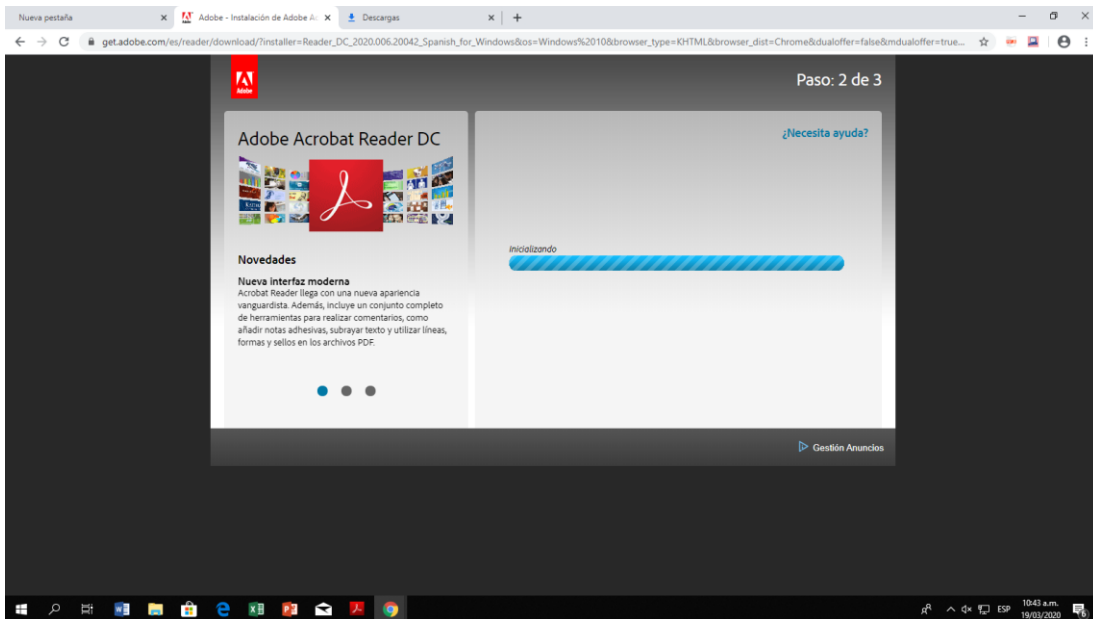 Nueva pestaña
Adobe - Instalación de Adobe Ac
Descargas
get.adobe.com/es/reader/download/?installer=Reader_DC_2020.006.20042_Spanish_for_Windows&os=Windows%2010&browser_type=KHTML&browser_dist=Chrome&dualoffer=false&mdualoffer=true...
Adobe
Paso: 2 de 3
Adobe Acrobat Reader DC
¿Necesita ayuda?
Inicializando
Novedades
Nueva interfaz moderna
Acrobat Reader llega con una nueva apariencia
vanguardista. Además, incluye un conjunto completo
de herramientas para realizar comentarios, como
añadir notas adhesivas, subrayar texto y utilizar líneas,
formas y sellos en los archivos PDF.
Gestión Anuncios
ESP
10:43 a.m.
19/03/2020